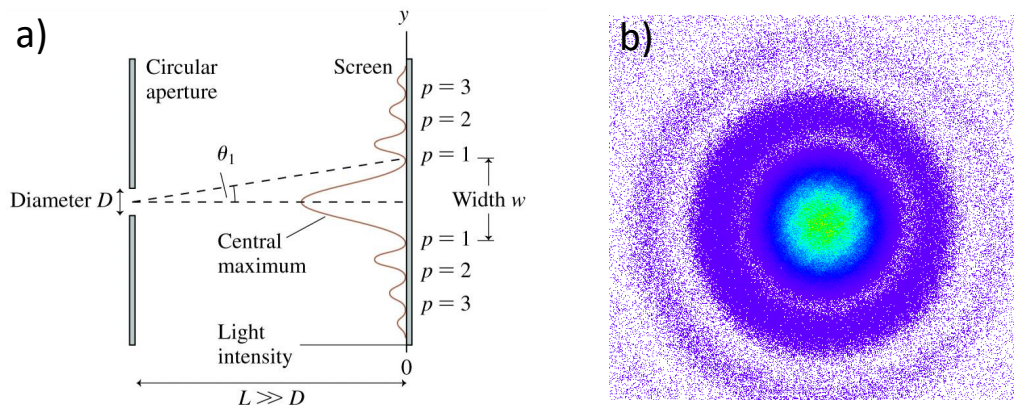 a)
y
b)
Circular
aperture
Screen
p = 3
p = 2
θ₁
p = 1
Diameter D
Width w
Central
maximum
p = 1
p = 2
p = 3
Light
intensity
0
L ≫ D